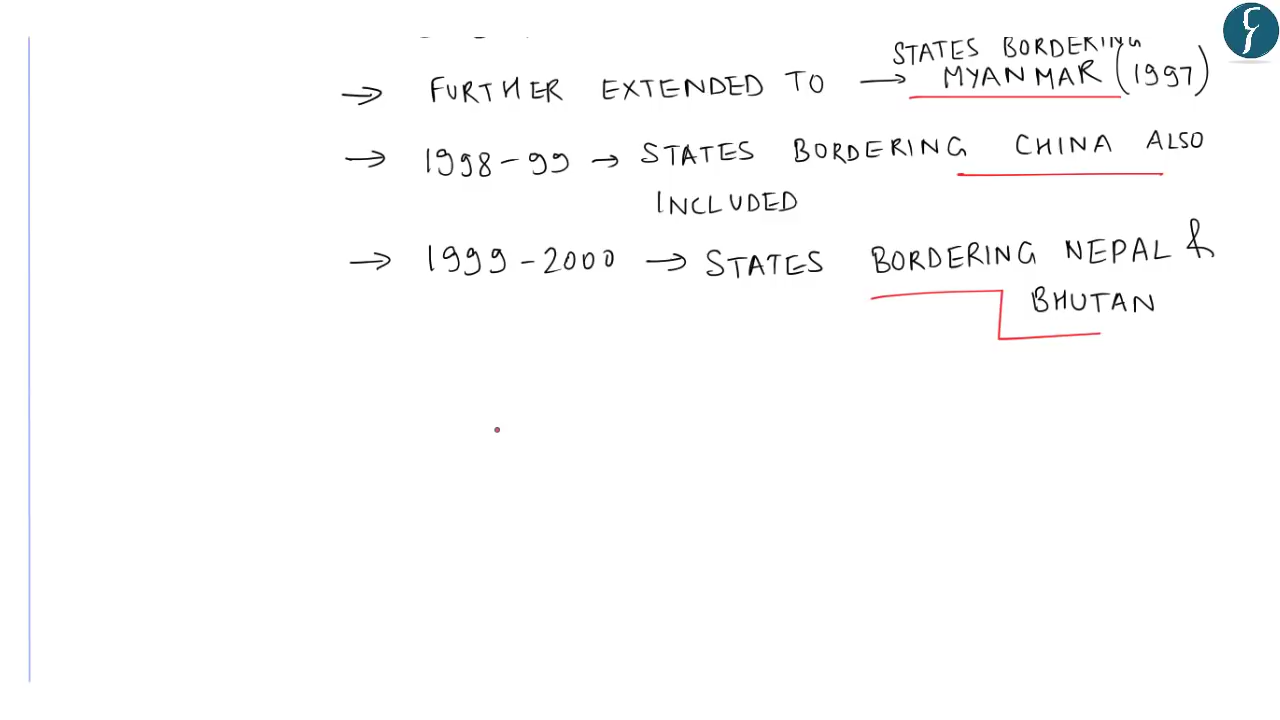 STATES BORDERING
→ FURTHER EXTENDED TO → MYANMAR (1997)
→ 1998-99 → STATES BORDERING CHINA ALSO
INCLUDED
→ 1999-2000 → STATES BORDERING NEPAL &
BHUTAN